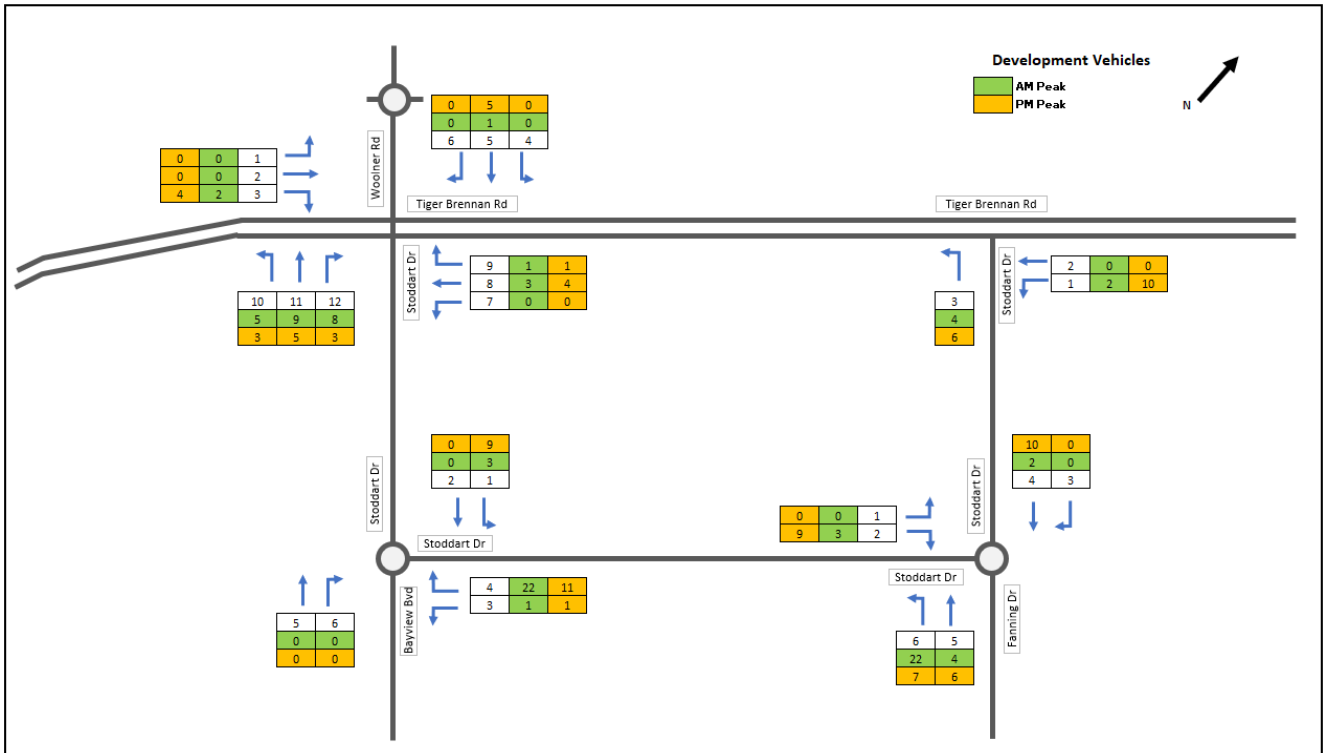 Development Vehicles
AM Peak
PM Peak
N
0 5 0
0 1 0
6 5 4
Woolner Rd
0 0 1
0 0 2
4 2 3
Tiger Brennan Rd
Tiger Brennan Rd
Stoddart Dr
9 1 1
8 3 4
7 0 0
Stoddart Dr
2 0 0
1 2 10
10 11 12
5 9 8
3 5 3
3
4
6
0 9
0 3
2 1
10 0
2 0
4 3
Stoddart Dr
Stoddart Dr
0 0 1
9 3 2
Stoddart Dr
Stoddart Dr
4 22 11
3 1 1
Bayview Bvd
Fanning Dr
5 6
0 0
0 0
6 5
22 4
7 6